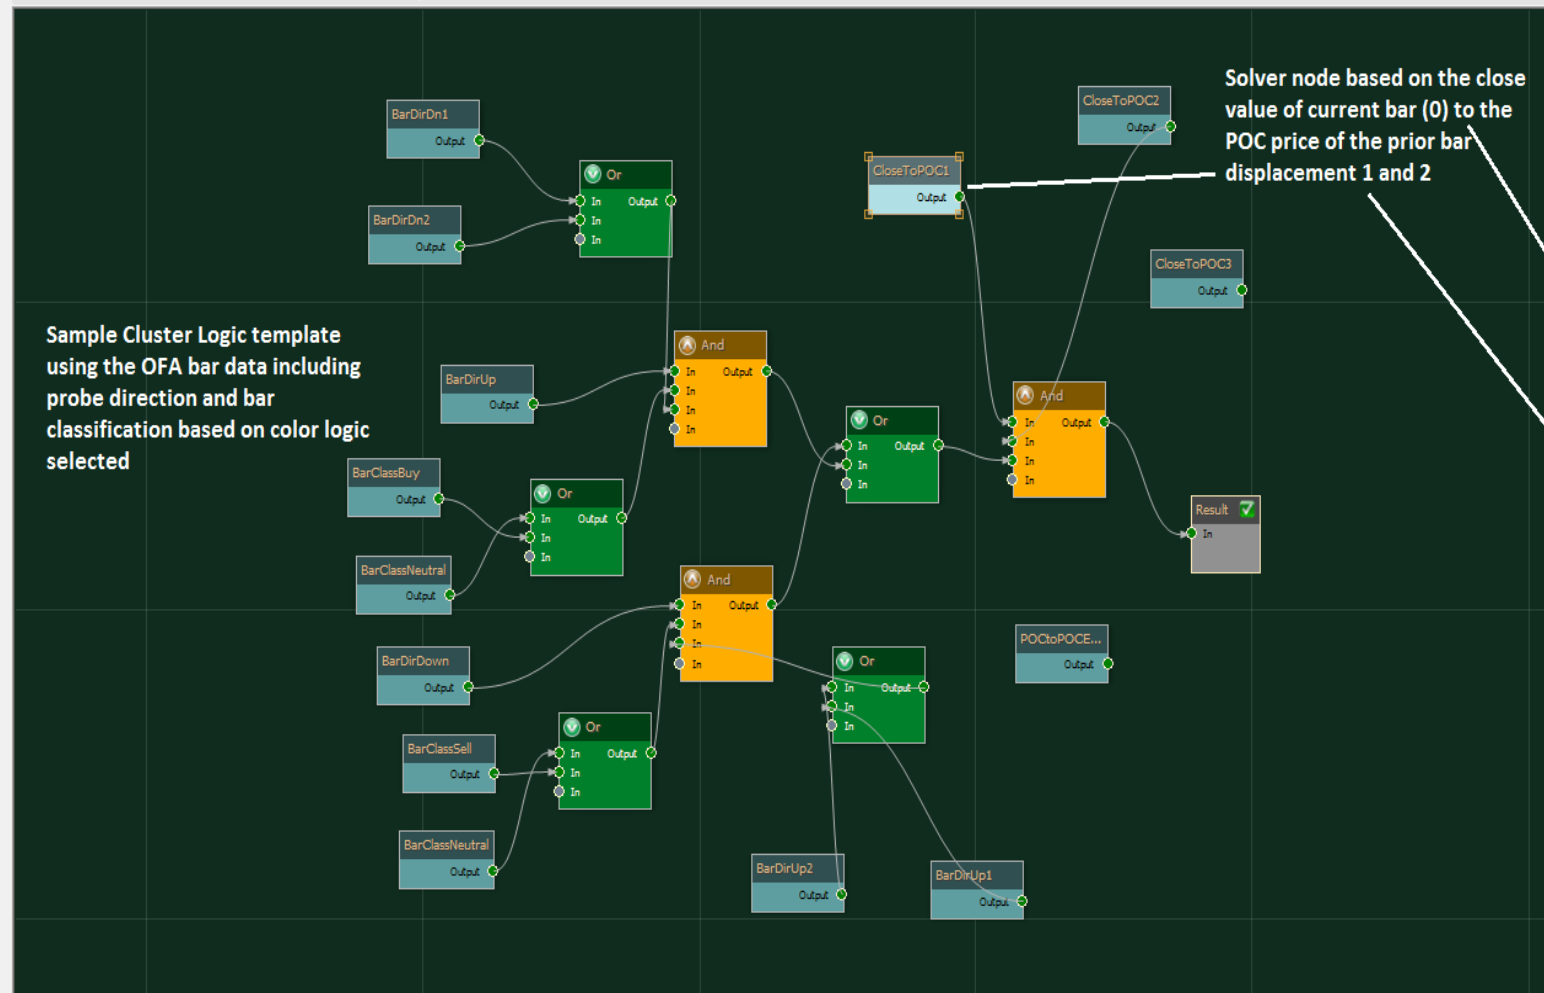 BarDirDn1
Output
BarDirDn2
Output
Or
In Output
In
In
CloseToPOC1
Output
CloseToPOC2
Output
Solver node based on the close
value of current bar (0) to the
POC price of the prior bar
displacement 1 and 2
CloseToPOC3
Output
Sample Cluster Logic template
using the OFA bar data including
probe direction and bar
classification based on color logic
selected
BarDirUp
Output
And
In Output
In
In
In
BarClassBuy
Output
BarClassNeutral
Output
Or
In Output
In
In
Or
In Output
In
In
And
In Output
In
In
In
Result
In
BarDirDown
Output
And
In Output
In
In
In
BarClassSell
Output
BarClassNeutral
Output
Or
In Output
In
In
Or
In Output
In
In
POCtoPOCE...
Output
BarDirUp2
Output
BarDirUp1
Output